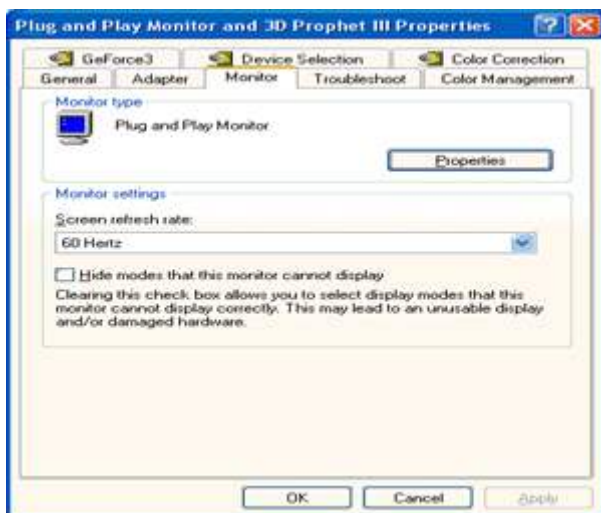 Plug and Play Monitor and 3D Prophet III Properties
GeForce3 Device Selection Color Correction
General Adapter Monitor Troubleshoot Color Management
Monitor type
Plug and Play Monitor
Properties
Monitor settings
Screen refresh rate:
60 Hertz
Hide modes that this monitor cannot display
Clearing this check box allows you to select display modes that this
monitor cannot display correctly. This may lead to an unusable display
and/or damaged hardware.
OK Cancel Apply